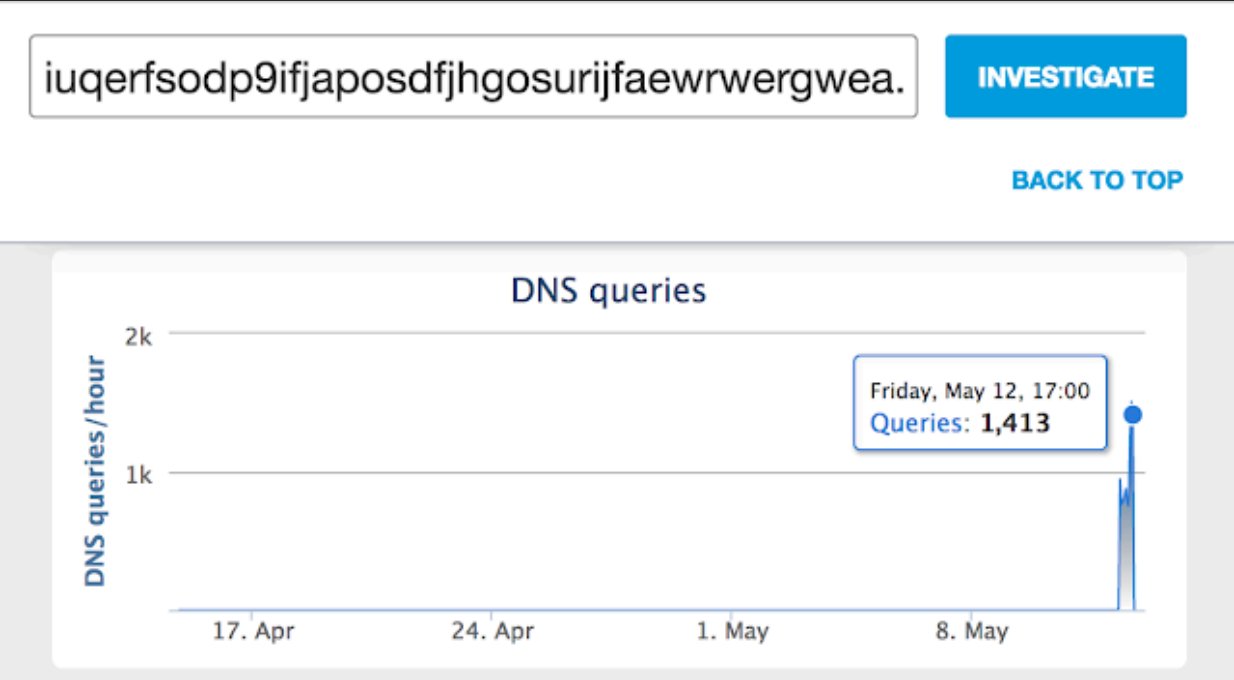 iuqerfsodp9ifjaposdfjhgosurijfaewrwergwea.
INVESTIGATE
BACK TO TOP
DNS queries
2k
Friday, May 12, 17:00
Queries: 1,413
1k
DNS queries/hour
17. Apr
24. Apr
1. May
8. May